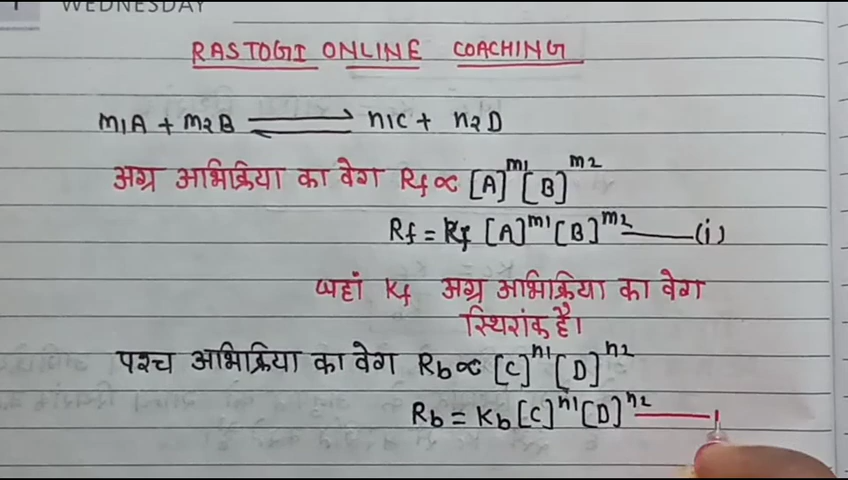 WEDNESDAY
RASTOGI ONLINE COACHING
m1A + m2B ⇌ n1C + n2D
अग्र अभिक्रिया का वेग Rf ∝ [A]^m1 [B]^m2
Rf = Kf [A]^m1 [B]^m2 —— (i)
जहां Kf अग्र अभिक्रिया का वेग
स्थिरांक है।
पश्च अभिक्रिया का वेग Rb ∝ [C]^n1 [D]^n2
Rb = Kb [C]^n1 [D]^n2 ——